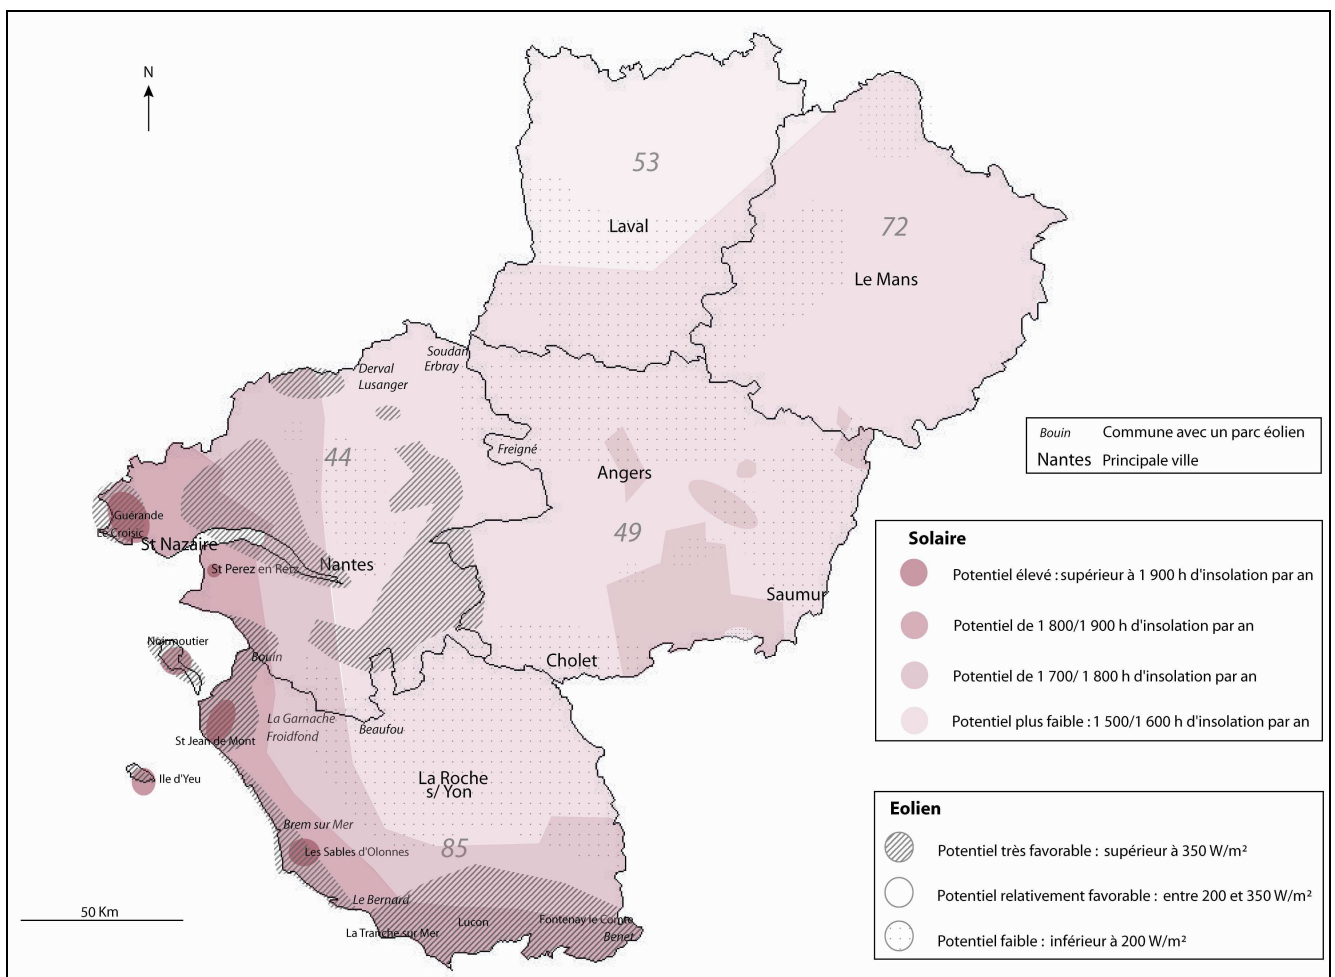 N
53
Laval
72
Le Mans
Soudan
Erbray
Derval
Lusanger
Freigné
44
Angers
Bouin Commune avec un parc éolien
Nantes Principale ville
Guérande
Le Croisic
St Nazaire
49
St Perez en Retz
Nantes
Saumur
Solaire
Potentiel élevé : supérieur à 1 900 h d'insolation par an
Potentiel de 1 800/1 900 h d'insolation par an
Potentiel de 1 700/ 1 800 h d'insolation par an
Potentiel plus faible : 1 500/1 600 h d'insolation par an
Noirmoutier
Bouin
Cholet
La Garnache
Froidfond
Beaufou
St Jean de Mont
Ile d'Yeu
La Roche
s/ Yon
Brem sur Mer
Les Sables d'Olonnes
85
Le Bernard
Lucon
Fontenay le Comte
La Tranche sur Mer
Benet
50 Km
Eolien
Potentiel très favorable : supérieur à 350 W/m²
Potentiel relativement favorable : entre 200 et 350 W/m²
Potentiel faible : inférieur à 200 W/m²